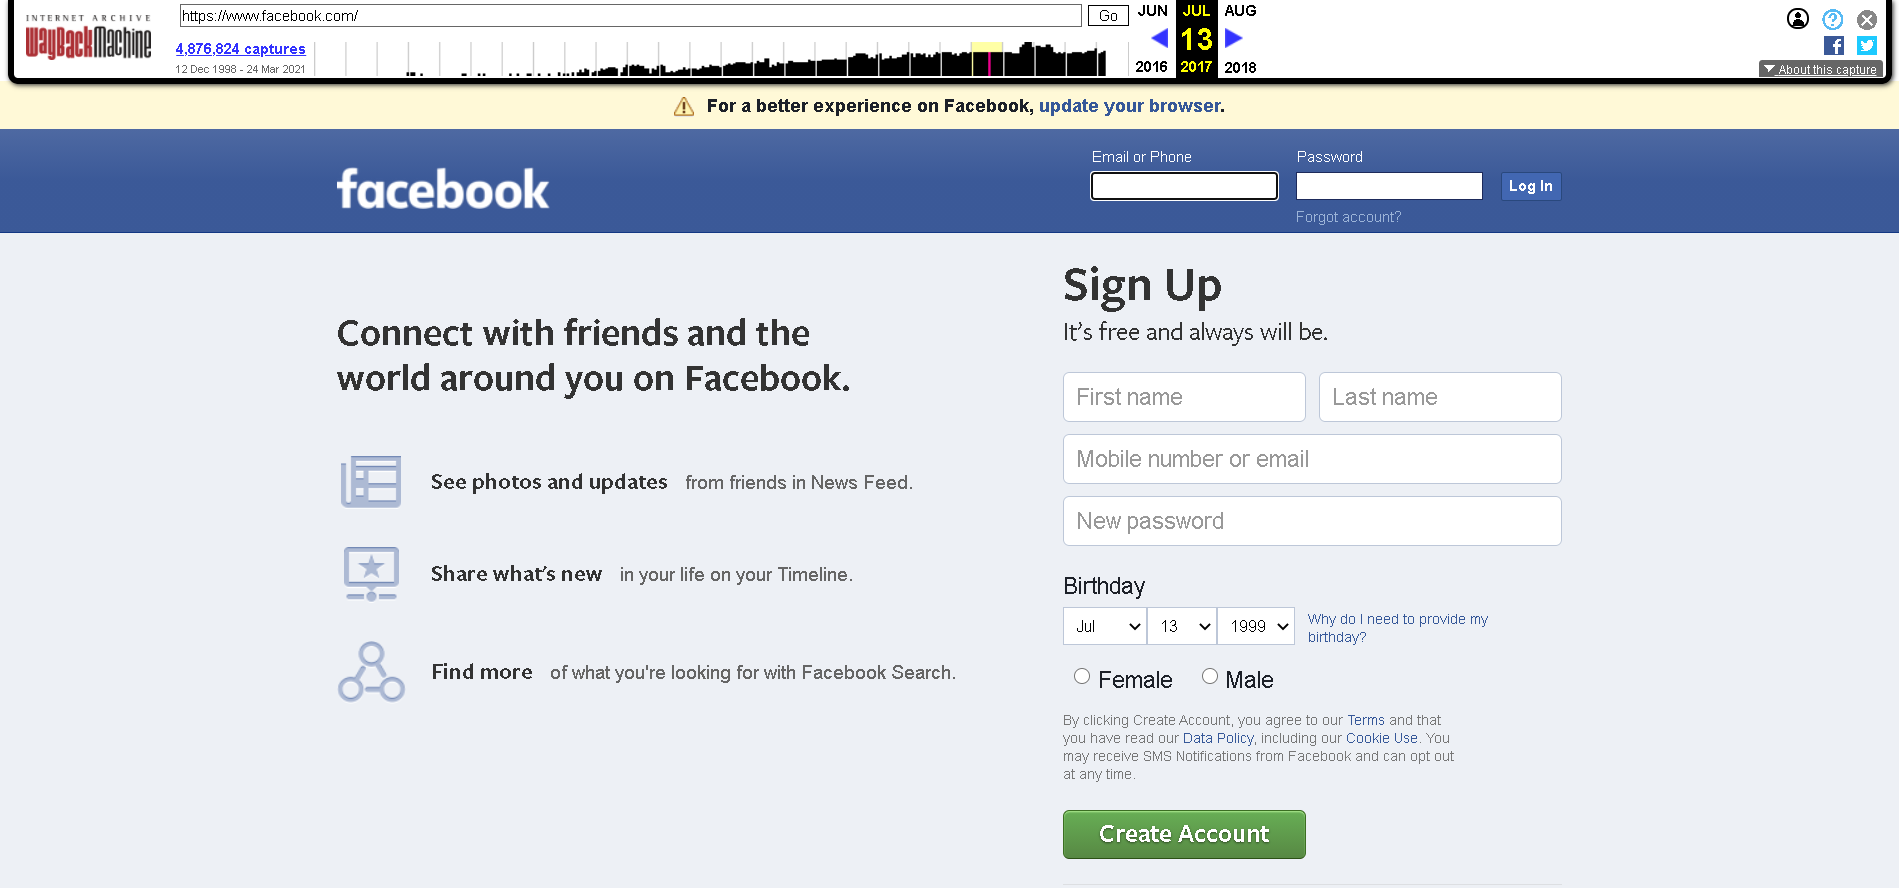 INTERNET ARCHIVE
WayBackMachine
https://www.facebook.com/
Go
4,876,824 captures
12 Dec 1998 - 24 Mar 2021
JUN JUL AUG
13
2016 2017 2018
f
About this capture
For a better experience on Facebook, update your browser.
facebook
Email or Phone
Password
Log In
Forgot account?
Connect with friends and the
world around you on Facebook.
See photos and updates from friends in News Feed.
Share what's new in your life on your Timeline.
Find more of what you're looking for with Facebook Search.
Sign Up
It's free and always will be.
First name
Last name
Mobile number or email
New password
Birthday
Jul 13 1999
Why do I need to provide my
birthday?
Female Male
By clicking Create Account, you agree to our Terms and that
you have read our Data Policy, including our Cookie Use. You
may receive SMS Notifications from Facebook and can opt out
at any time.
Create Account